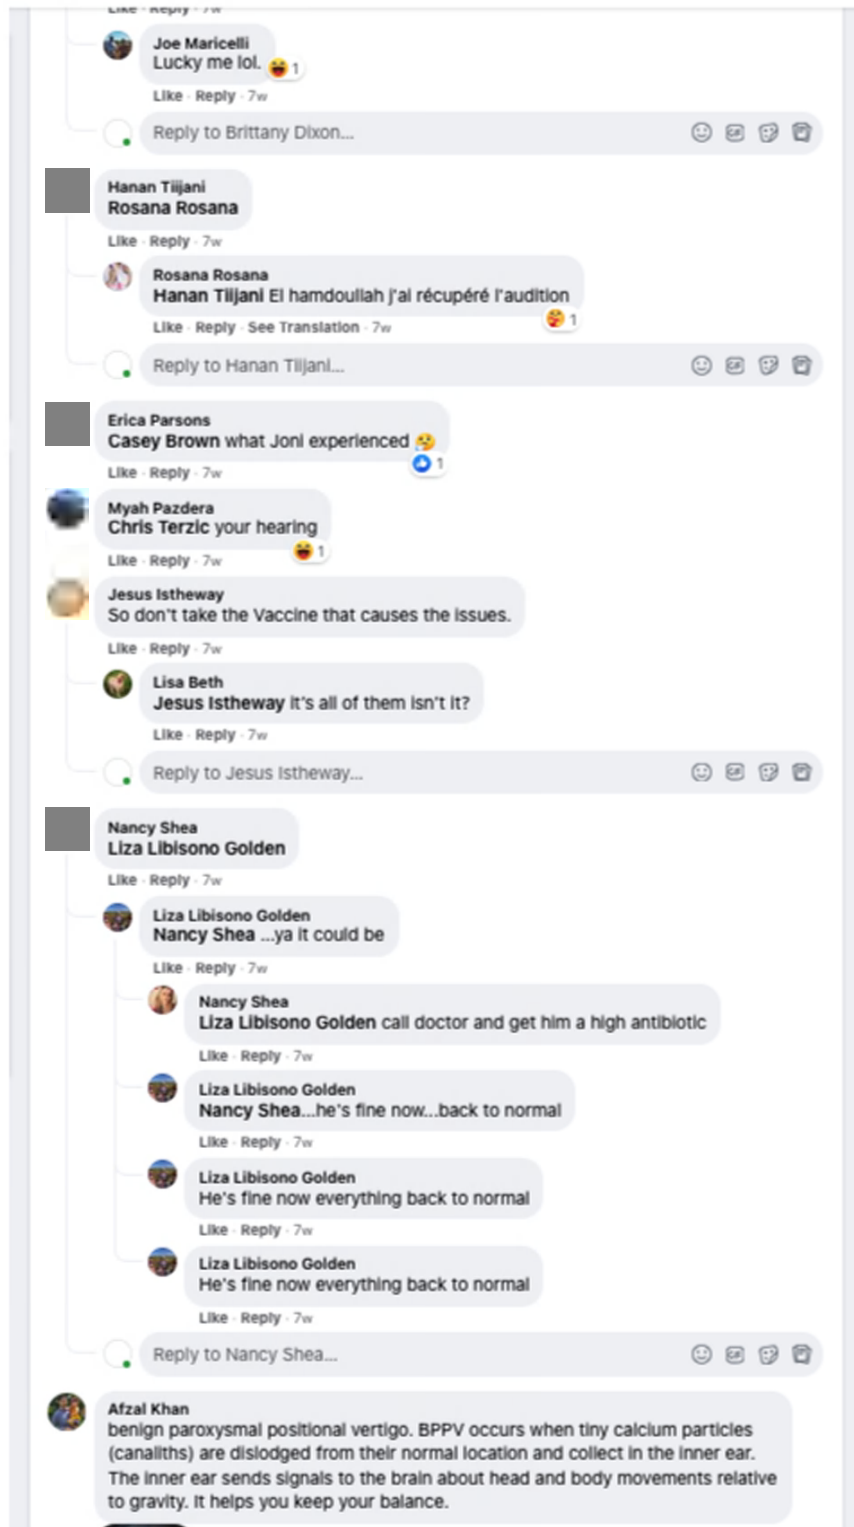 Like · Reply · 7w
Joe Maricelli
Lucky me lol.
1
Like · Reply · 7w
Reply to Brittany Dixon...
Hanan Tiijani
Rosana Rosana
Like · Reply · 7w
Rosana Rosana
Hanan Tiijani El hamdoullah j'ai récupéré l'audition
1
Like · Reply · See Translation · 7w
Reply to Hanan Tiijani...
Erica Parsons
Casey Brown what Joni experienced
1
Like · Reply · 7w
Myah Pazdera
Chris Terzic your hearing
1
Like · Reply · 7w
Jesus Istheway
So don't take the Vaccine that causes the issues.
Like · Reply · 7w
Lisa Beth
Jesus Istheway it's all of them isn't it?
Like · Reply · 7w
Reply to Jesus Istheway...
Nancy Shea
Liza Libisono Golden
Like · Reply · 7w
Liza Libisono Golden
Nancy Shea ...ya it could be
Like · Reply · 7w
Nancy Shea
Liza Libisono Golden call doctor and get him a high antibiotic
Like · Reply · 7w
Liza Libisono Golden
Nancy Shea...he's fine now...back to normal
Like · Reply · 7w
Liza Libisono Golden
He's fine now everything back to normal
Like · Reply · 7w
Liza Libisono Golden
He's fine now everything back to normal
Like · Reply · 7w
Reply to Nancy Shea...
Afzal Khan
benign paroxysmal positional vertigo. BPPV occurs when tiny calcium particles
(canaliths) are dislodged from their normal location and collect in the inner ear.
The inner ear sends signals to the brain about head and body movements relative
to gravity. It helps you keep your balance.